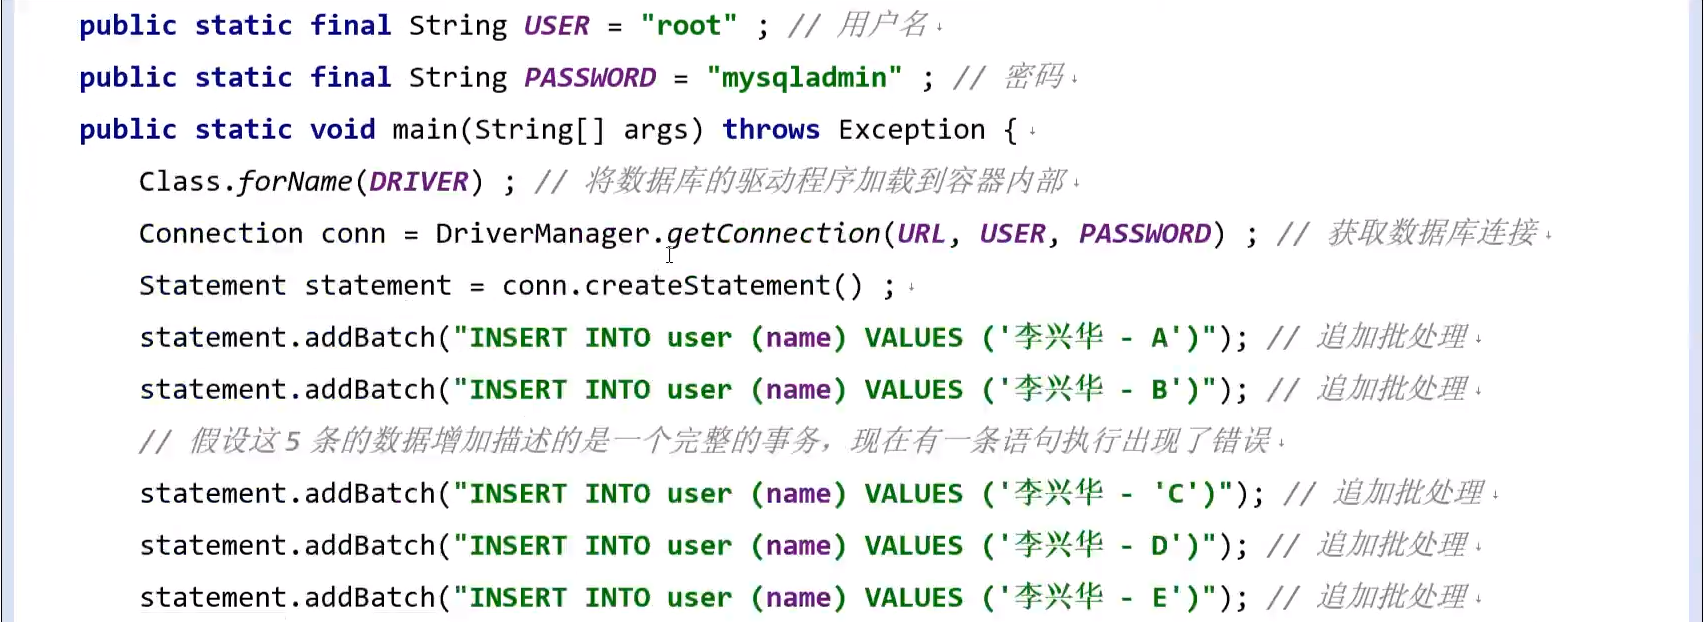 public static final String USER = "root" ; // 用户名
public static final String PASSWORD = "mysqladmin" ; // 密码
public static void main(String[] args) throws Exception {
Class.forName(DRIVER) ; // 将数据库的驱动程序加载到容器内部
Connection conn = DriverManager.getConnection(URL, USER, PASSWORD) ; // 获取数据库连接
Statement statement = conn.createStatement() ;
statement.addBatch("INSERT INTO user (name) VALUES ('李兴华 - A')"); // 追加批处理
statement.addBatch("INSERT INTO user (name) VALUES ('李兴华 - B')"); // 追加批处理
// 假设这 5 条的数据增加描述的是一个完整的事务，现在有一条语句执行出现了错误
statement.addBatch("INSERT INTO user (name) VALUES ('李兴华 - 'C')"); // 追加批处理
statement.addBatch("INSERT INTO user (name) VALUES ('李兴华 - D')"); // 追加批处理
statement.addBatch("INSERT INTO user (name) VALUES ('李兴华 - E')"); // 追加批处理